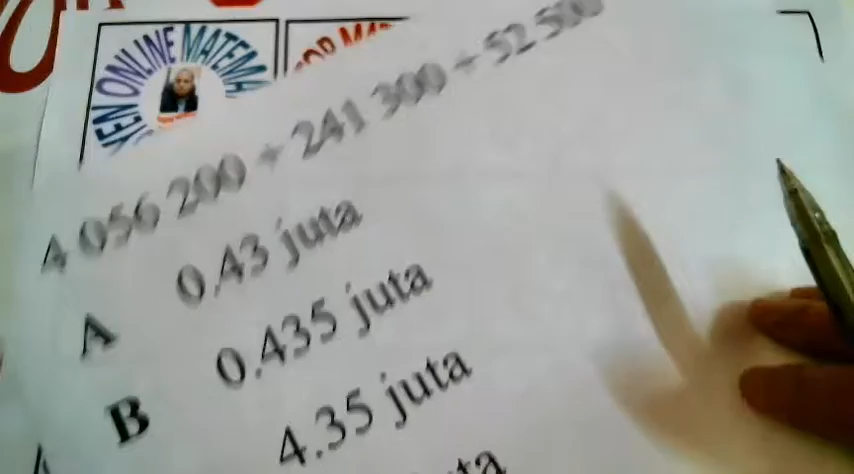 ONLINE MATEMA
4 056 200 + 241 300 + 52 500
A 0.43 juta
B 0.435 juta
4.35 juta